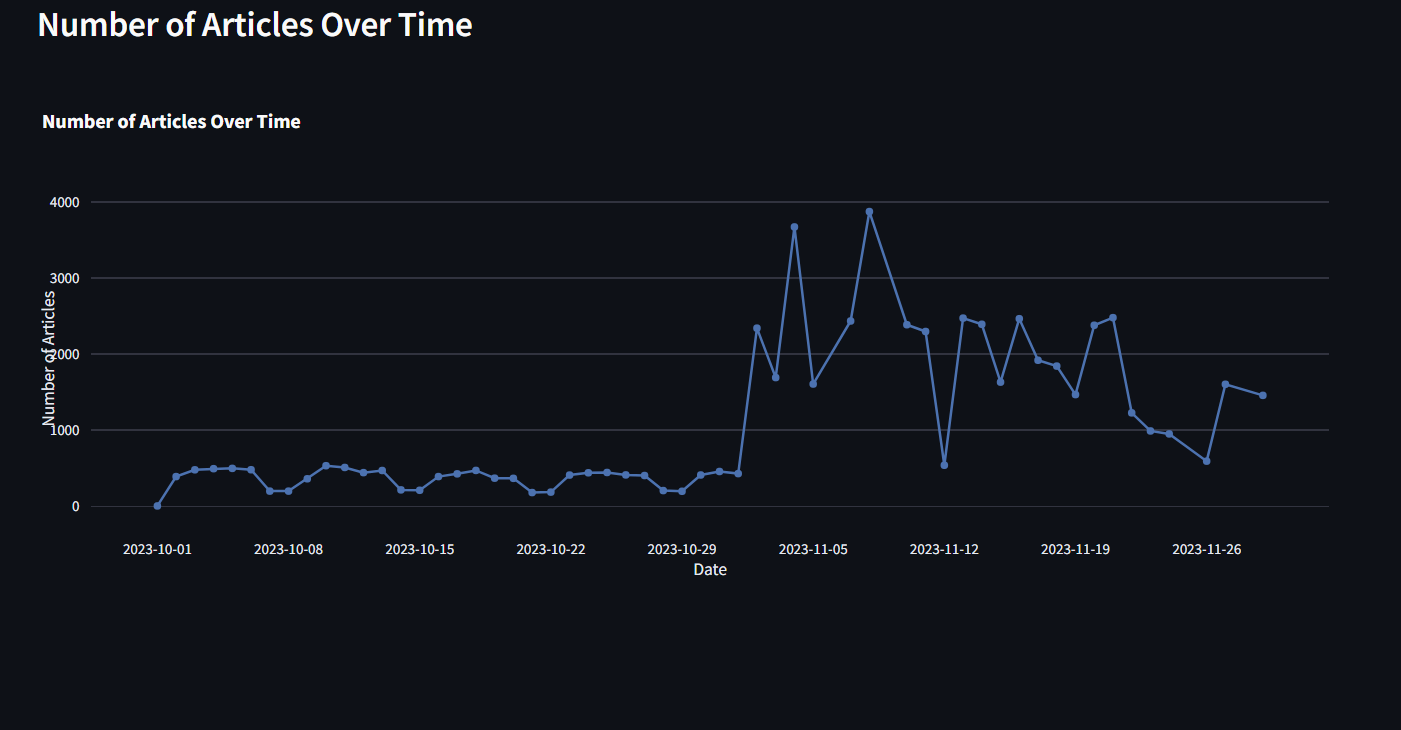 Number of Articles Over Time
Number of Articles Over Time
4000
3000
2000
1000
0
Number of Articles
2023-10-01 2023-10-08 2023-10-15 2023-10-22 2023-10-29 2023-11-05 2023-11-12 2023-11-19 2023-11-26
Date